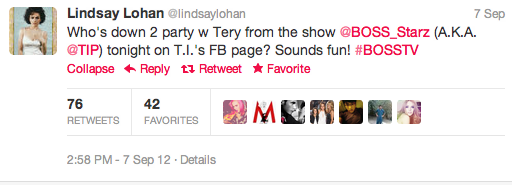 Lindsay Lohan @lindsaylohan 7 Sep
Who's down 2 party w Tery from the show @BOSS_Starz (A.K.A.
@TIP) tonight on T.I.'s FB page? Sounds fun! #BOSSTV
Collapse Reply Retweet Favorite
76 42
RETWEETS FAVORITES
2:58 PM - 7 Sep 12 · Details